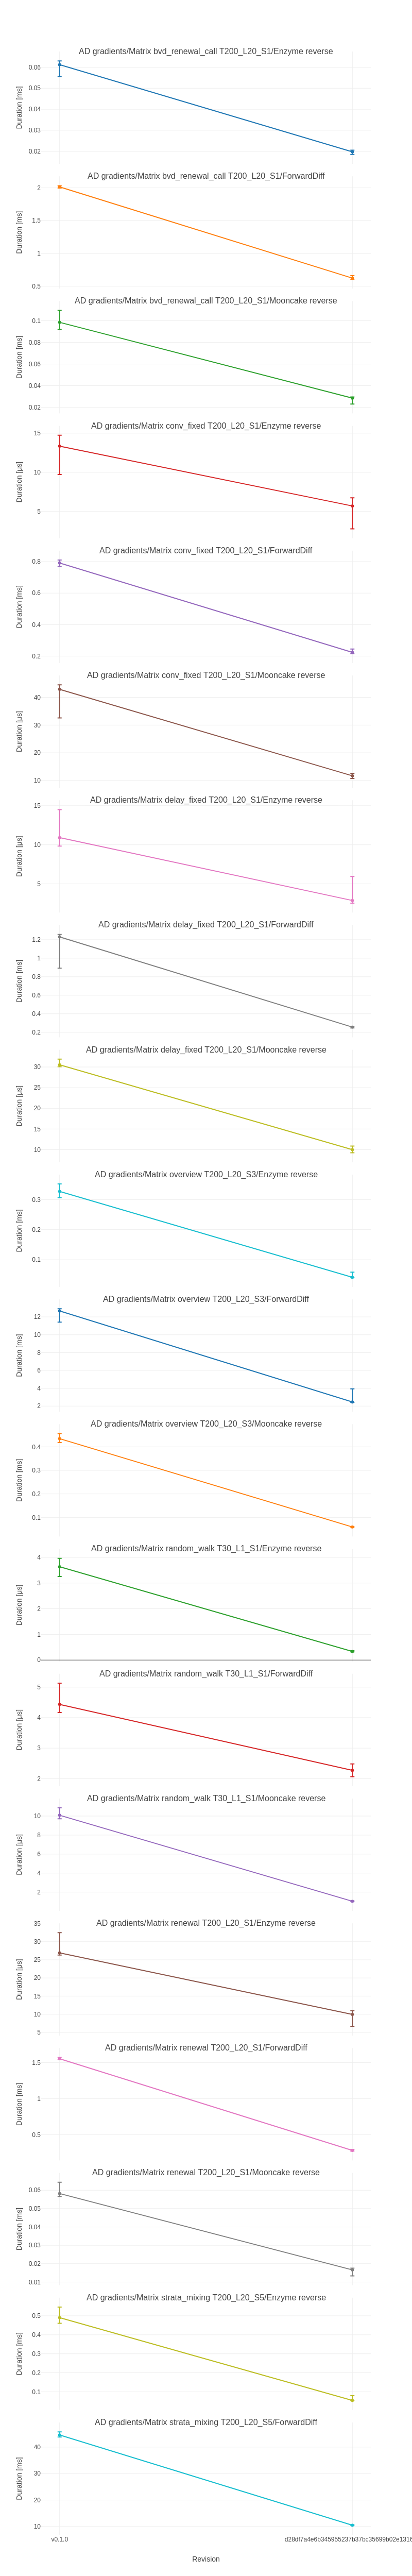 AD gradients/Matrix bvd_renewal_call T200_L20_S1/Enzyme reverse
Duration [ms]
0.06
0.05
0.04
0.03
0.02
AD gradients/Matrix bvd_renewal_call T200_L20_S1/ForwardDiff
Duration [ms]
2
1.5
1
0.5
AD gradients/Matrix bvd_renewal_call T200_L20_S1/Mooncake reverse
Duration [ms]
0.1
0.08
0.06
0.04
0.02
AD gradients/Matrix conv_fixed T200_L20_S1/Enzyme reverse
Duration [µs]
15
10
5
AD gradients/Matrix conv_fixed T200_L20_S1/ForwardDiff
Duration [ms]
0.8
0.6
0.4
0.2
AD gradients/Matrix conv_fixed T200_L20_S1/Mooncake reverse
Duration [µs]
40
30
20
10
AD gradients/Matrix delay_fixed T200_L20_S1/Enzyme reverse
Duration [µs]
15
10
5
AD gradients/Matrix delay_fixed T200_L20_S1/ForwardDiff
Duration [ms]
1.2
1
0.8
0.6
0.4
0.2
AD gradients/Matrix delay_fixed T200_L20_S1/Mooncake reverse
Duration [µs]
30
25
20
15
10
AD gradients/Matrix overview T200_L20_S3/Enzyme reverse
Duration [ms]
0.3
0.2
0.1
AD gradients/Matrix overview T200_L20_S3/ForwardDiff
Duration [ms]
12
10
8
6
4
2
AD gradients/Matrix overview T200_L20_S3/Mooncake reverse
Duration [ms]
0.4
0.3
0.2
0.1
AD gradients/Matrix random_walk T30_L1_S1/Enzyme reverse
Duration [µs]
4
3
2
1
0
AD gradients/Matrix random_walk T30_L1_S1/ForwardDiff
Duration [µs]
5
4
3
2
AD gradients/Matrix random_walk T30_L1_S1/Mooncake reverse
Duration [µs]
10
8
6
4
2
AD gradients/Matrix renewal T200_L20_S1/Enzyme reverse
Duration [µs]
35
30
25
20
15
10
5
AD gradients/Matrix renewal T200_L20_S1/ForwardDiff
Duration [ms]
1.5
1
0.5
AD gradients/Matrix renewal T200_L20_S1/Mooncake reverse
Duration [ms]
0.06
0.05
0.04
0.03
0.02
0.01
AD gradients/Matrix strata_mixing T200_L20_S5/Enzyme reverse
Duration [ms]
0.5
0.4
0.3
0.2
0.1
AD gradients/Matrix strata_mixing T200_L20_S5/ForwardDiff
Duration [ms]
40
30
20
10
v0.1.0
d28df7a4e6b345955237b37bc35699b02e1316
Revision